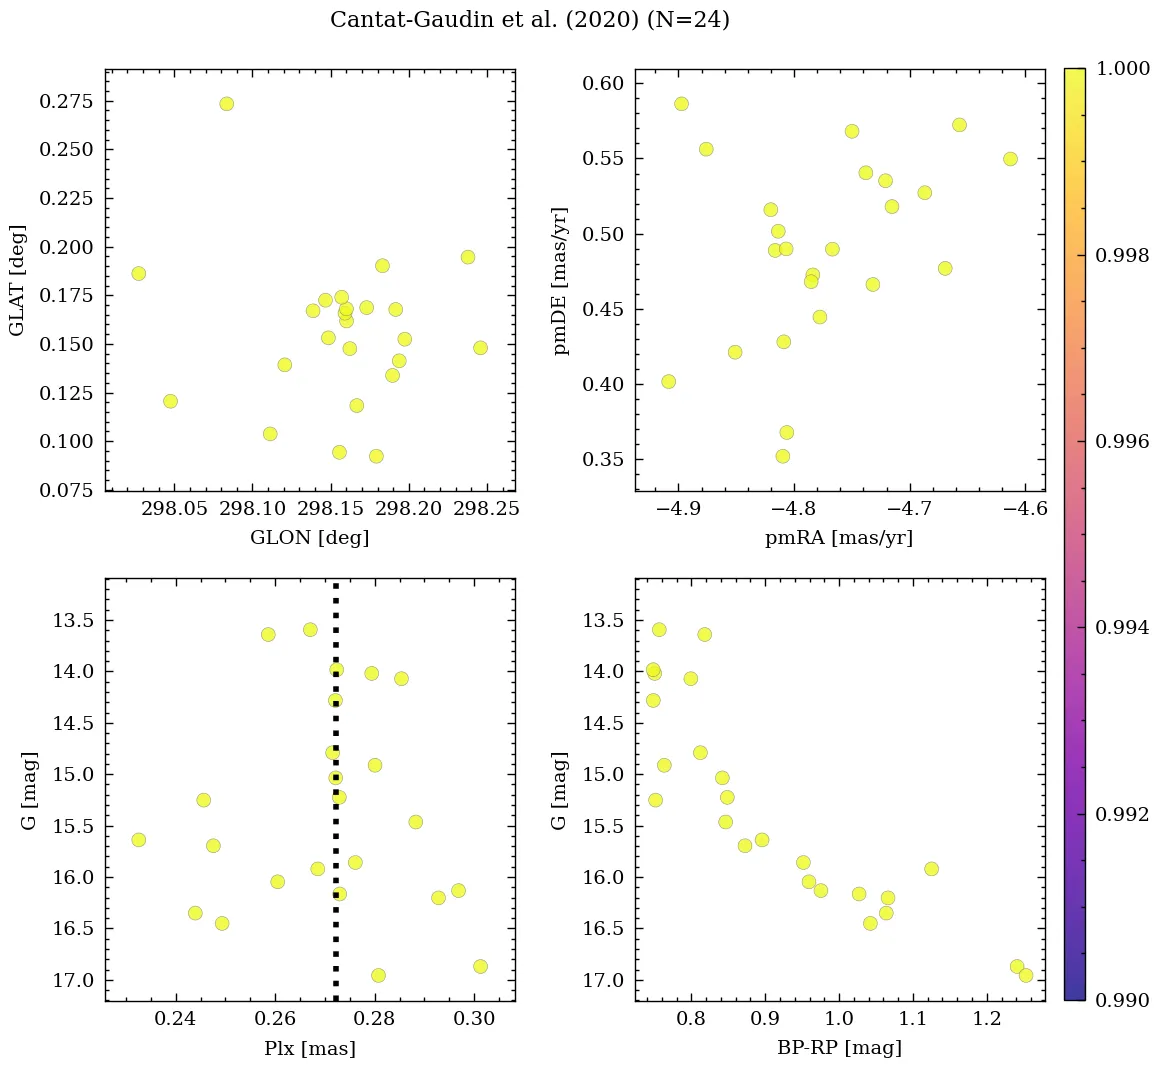 Cantat-Gaudin et al. (2020) (N=24)
0.275
0.250
0.225
0.200
0.175
0.150
0.125
0.100
0.075
GLAT [deg]
298.05 298.10 298.15 298.20 298.25
GLON [deg]
0.60
0.55
0.50
0.45
0.40
0.35
pmDE [mas/yr]
−4.9 −4.8 −4.7 −4.6
pmRA [mas/yr]
13.5
14.0
14.5
15.0
15.5
16.0
16.5
17.0
G [mag]
0.24 0.26 0.28 0.30
Plx [mas]
13.5
14.0
14.5
15.0
15.5
16.0
16.5
17.0
G [mag]
0.8 0.9 1.0 1.1 1.2
BP-RP [mag]
1.000
0.998
0.996
0.994
0.992
0.990